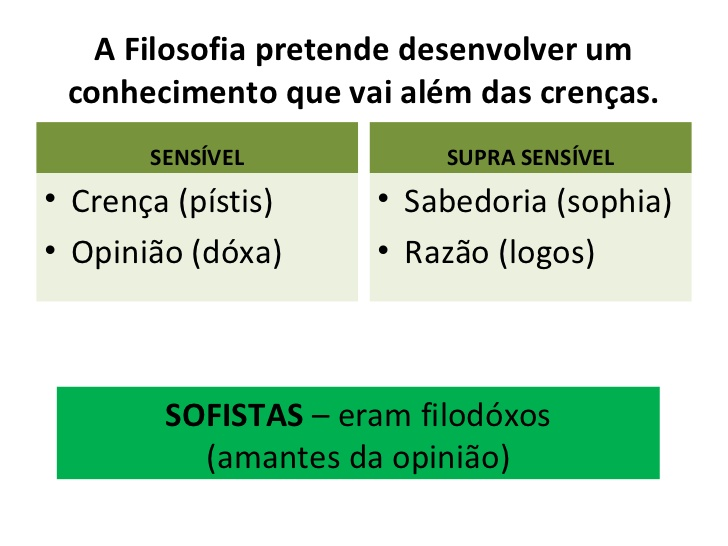 A Filosofia pretende desenvolver um
conhecimento que vai além das crenças.
SENSÍVEL
• Crença (pístis)
• Opinião (dóxa)
SUPRA SENSÍVEL
• Sabedoria (sophia)
• Razão (logos)
SOFISTAS – eram filodóxos
(amantes da opinião)